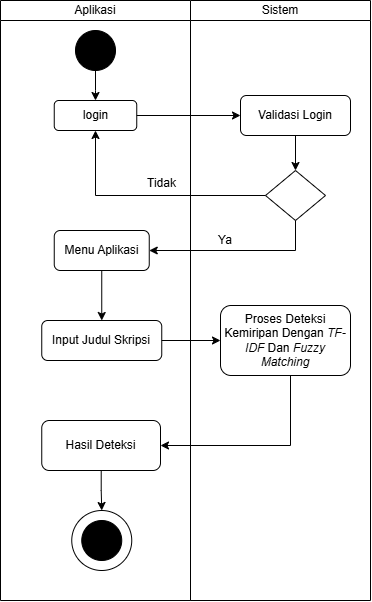 Aplikasi
Sistem
login
Validasi Login
Tidak
Ya
Menu Aplikasi
Input Judul Skripsi
Proses Deteksi
Kemiripan Dengan TF-
IDF Dan Fuzzy
Matching
Hasil Deteksi